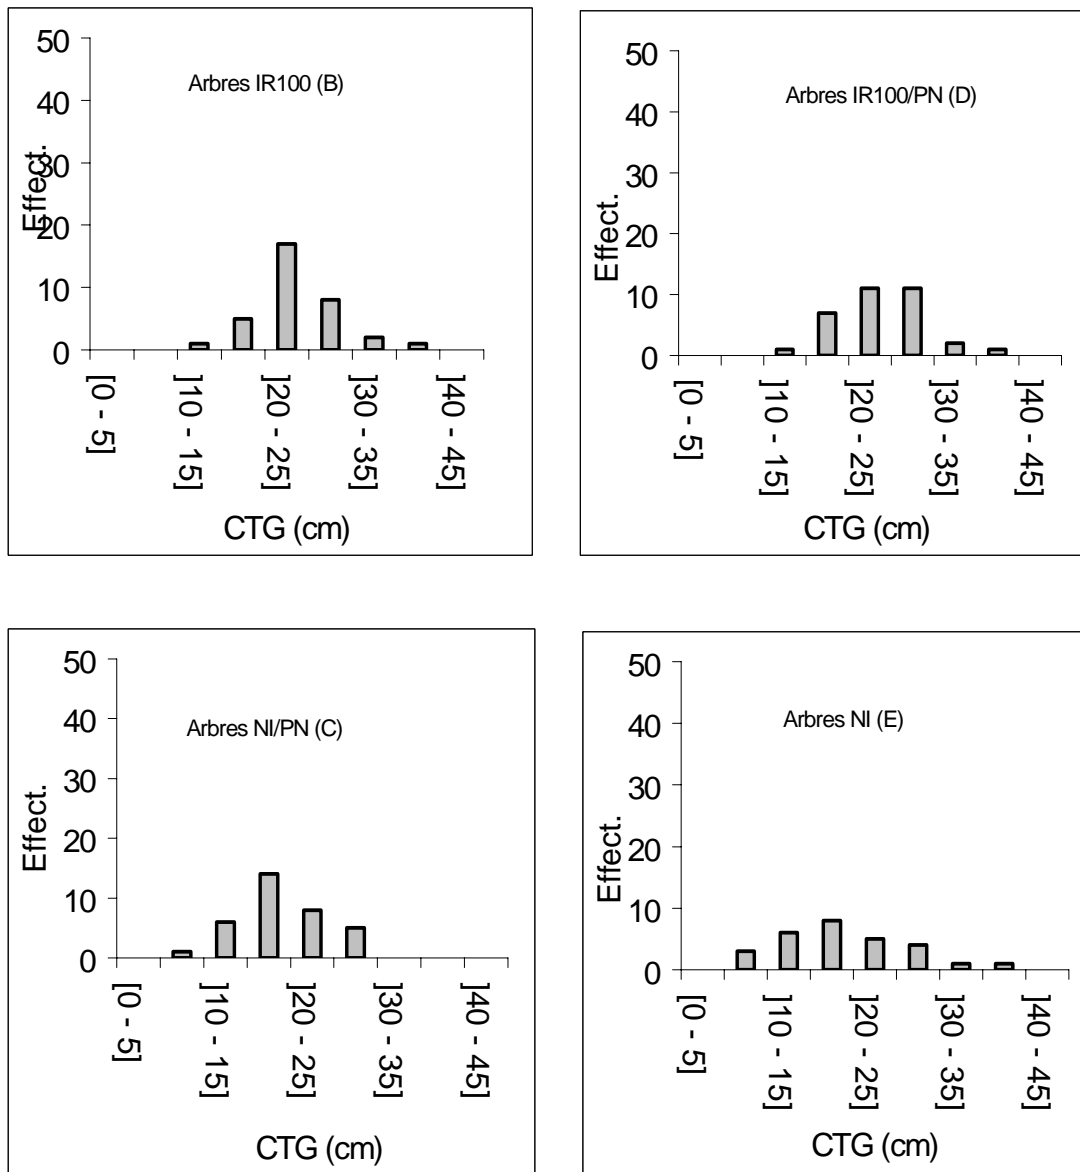 Arbres IR100 (B)
50
40
30
20
10
0
Effect.
[0 - 5]
]10 - 15]
]20 - 25]
]30 - 35]
]40 - 45]
CTG (cm)
Arbres IR100/PN (D)
50
40
30
20
10
0
Effect.
[0 - 5]
]10 - 15]
]20 - 25]
]30 - 35]
]40 - 45]
CTG (cm)
Arbres NI/PN (C)
50
40
30
20
10
0
Effect.
[0 - 5]
]10 - 15]
]20 - 25]
]30 - 35]
]40 - 45]
CTG (cm)
Arbres NI (E)
50
40
30
20
10
0
Effect.
[0 - 5]
]10 - 15]
]20 - 25]
]30 - 35]
]40 - 45]
CTG (cm)